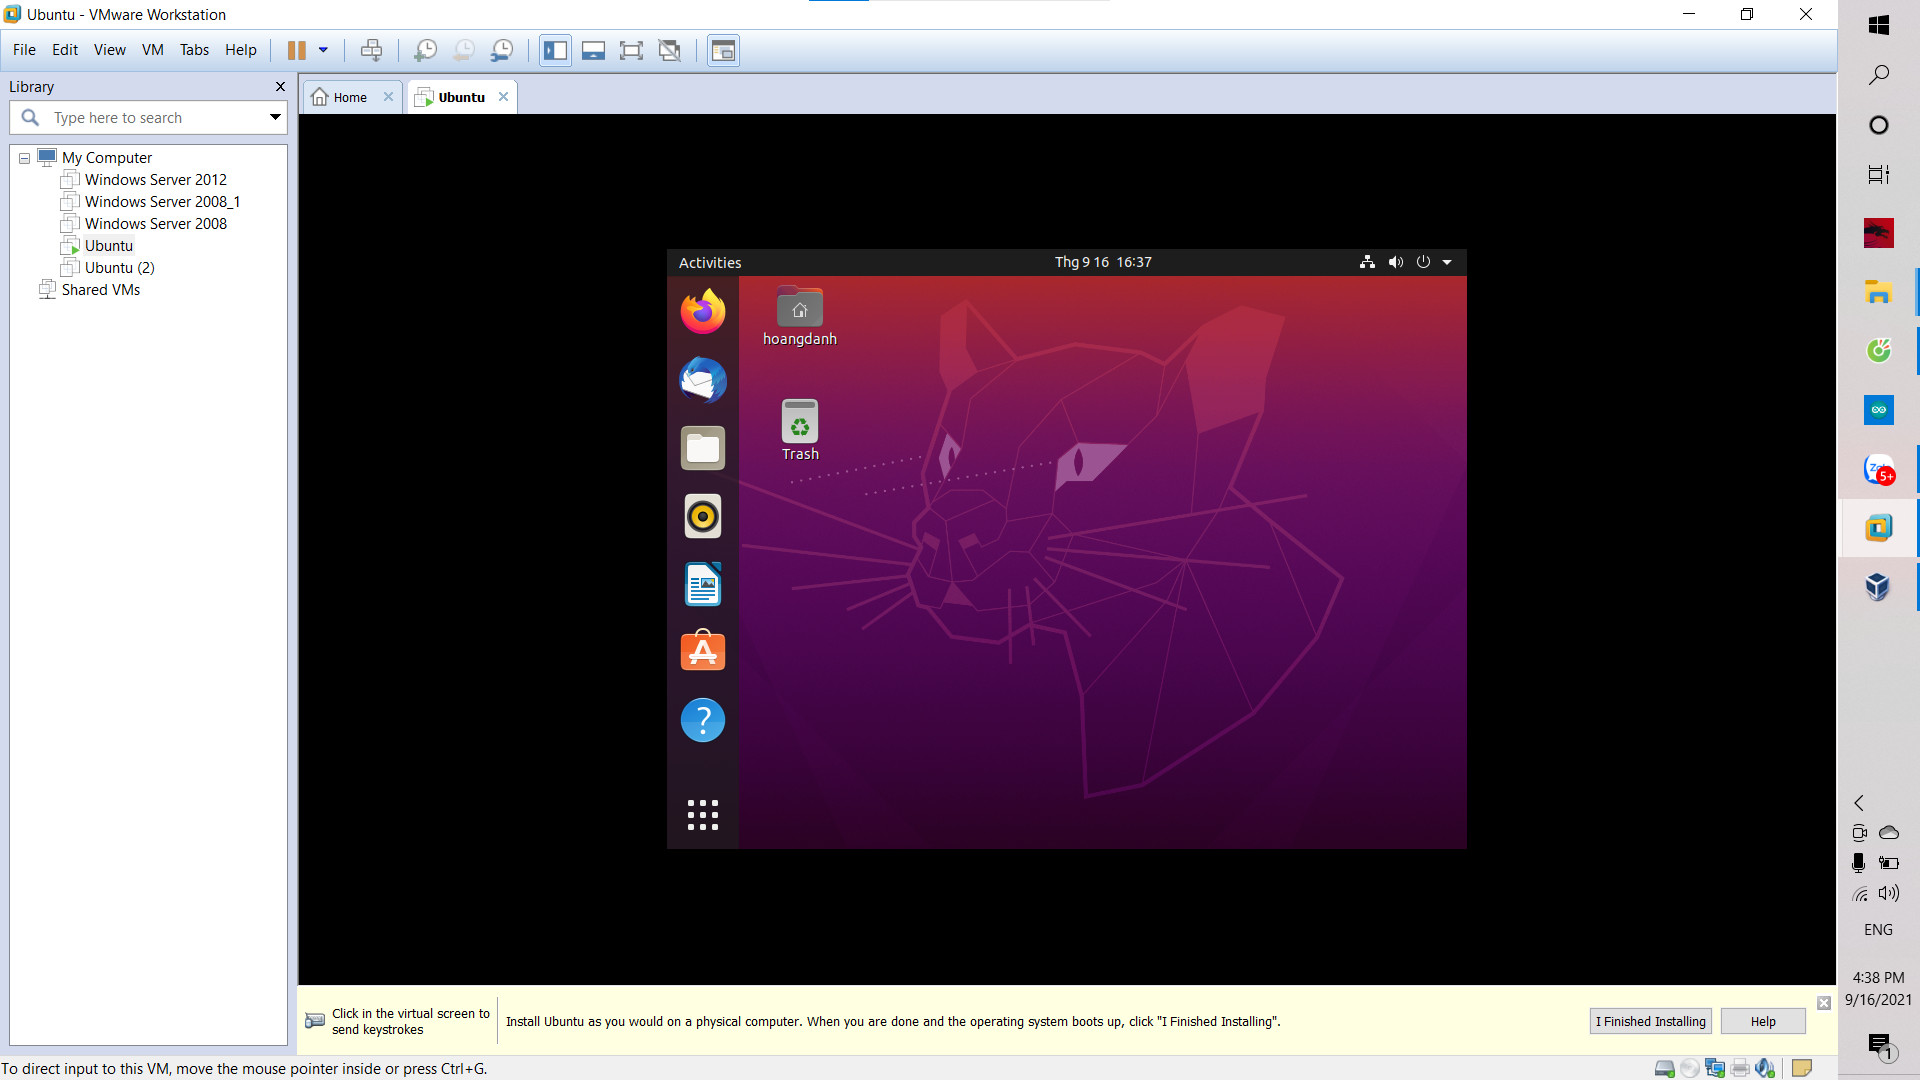 Ubuntu - VMware Workstation
File Edit View VM Tabs Help
Library
Type here to search
My Computer
Windows Server 2012
Windows Server 2008_1
Windows Server 2008
Ubuntu
Ubuntu (2)
Shared VMs
Home
Ubuntu
Activities
Thg 9 16 16:37
hoangdanh
Trash
?
Click in the virtual screen to
send keystrokes
Install Ubuntu as you would on a physical computer. When you are done and the operating system boots up, click "I Finished Installing".
I Finished Installing
Help
To direct input to this VM, move the mouse pointer inside or press Ctrl+G.
5+
ENG
4:38 PM
9/16/2021
1